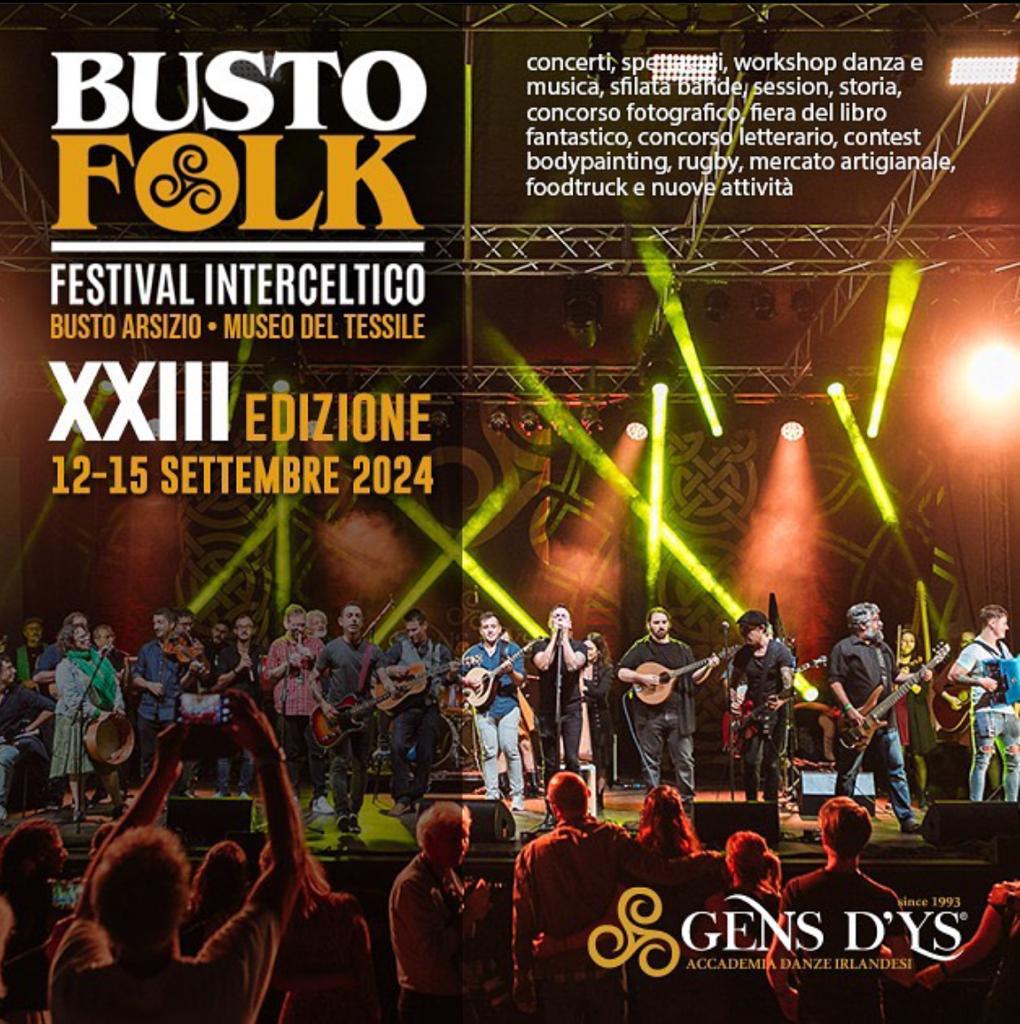 BUSTO
FOLK
FESTIVAL INTERCELTICO
BUSTO ARSIZIO • MUSEO DEL TESSILE
XXIII EDIZIONE
12-15 SETTEMBRE 2024
concerti, spettacoli, workshop danza e
musica, sfilata bande, session, storia,
concorso fotografico, fiera del libro
fantastico, concorso letterario, contest
bodypainting, rugby, mercato artigianale,
foodtruck e nuove attività
since 1993
GENS D'YS®
ACCADEMIA DANZE IRLANDESI